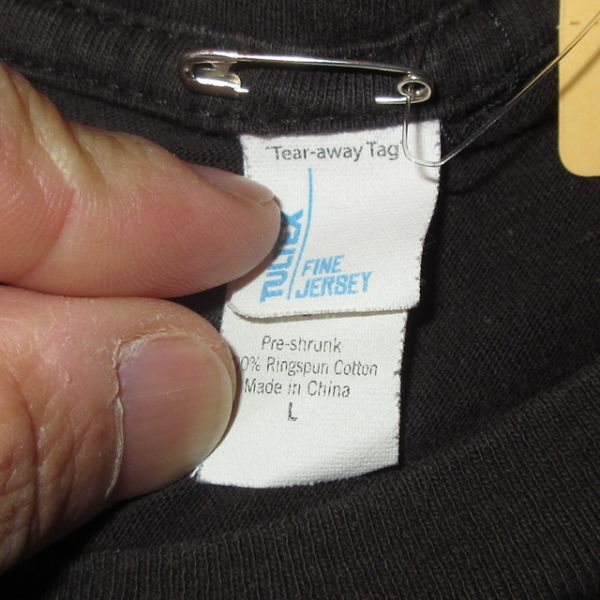 "Tear-away Tag
TULTEX
FINE
JERSEY
Pre-shrunk
0% Ringspun Cotton
Made in China
L